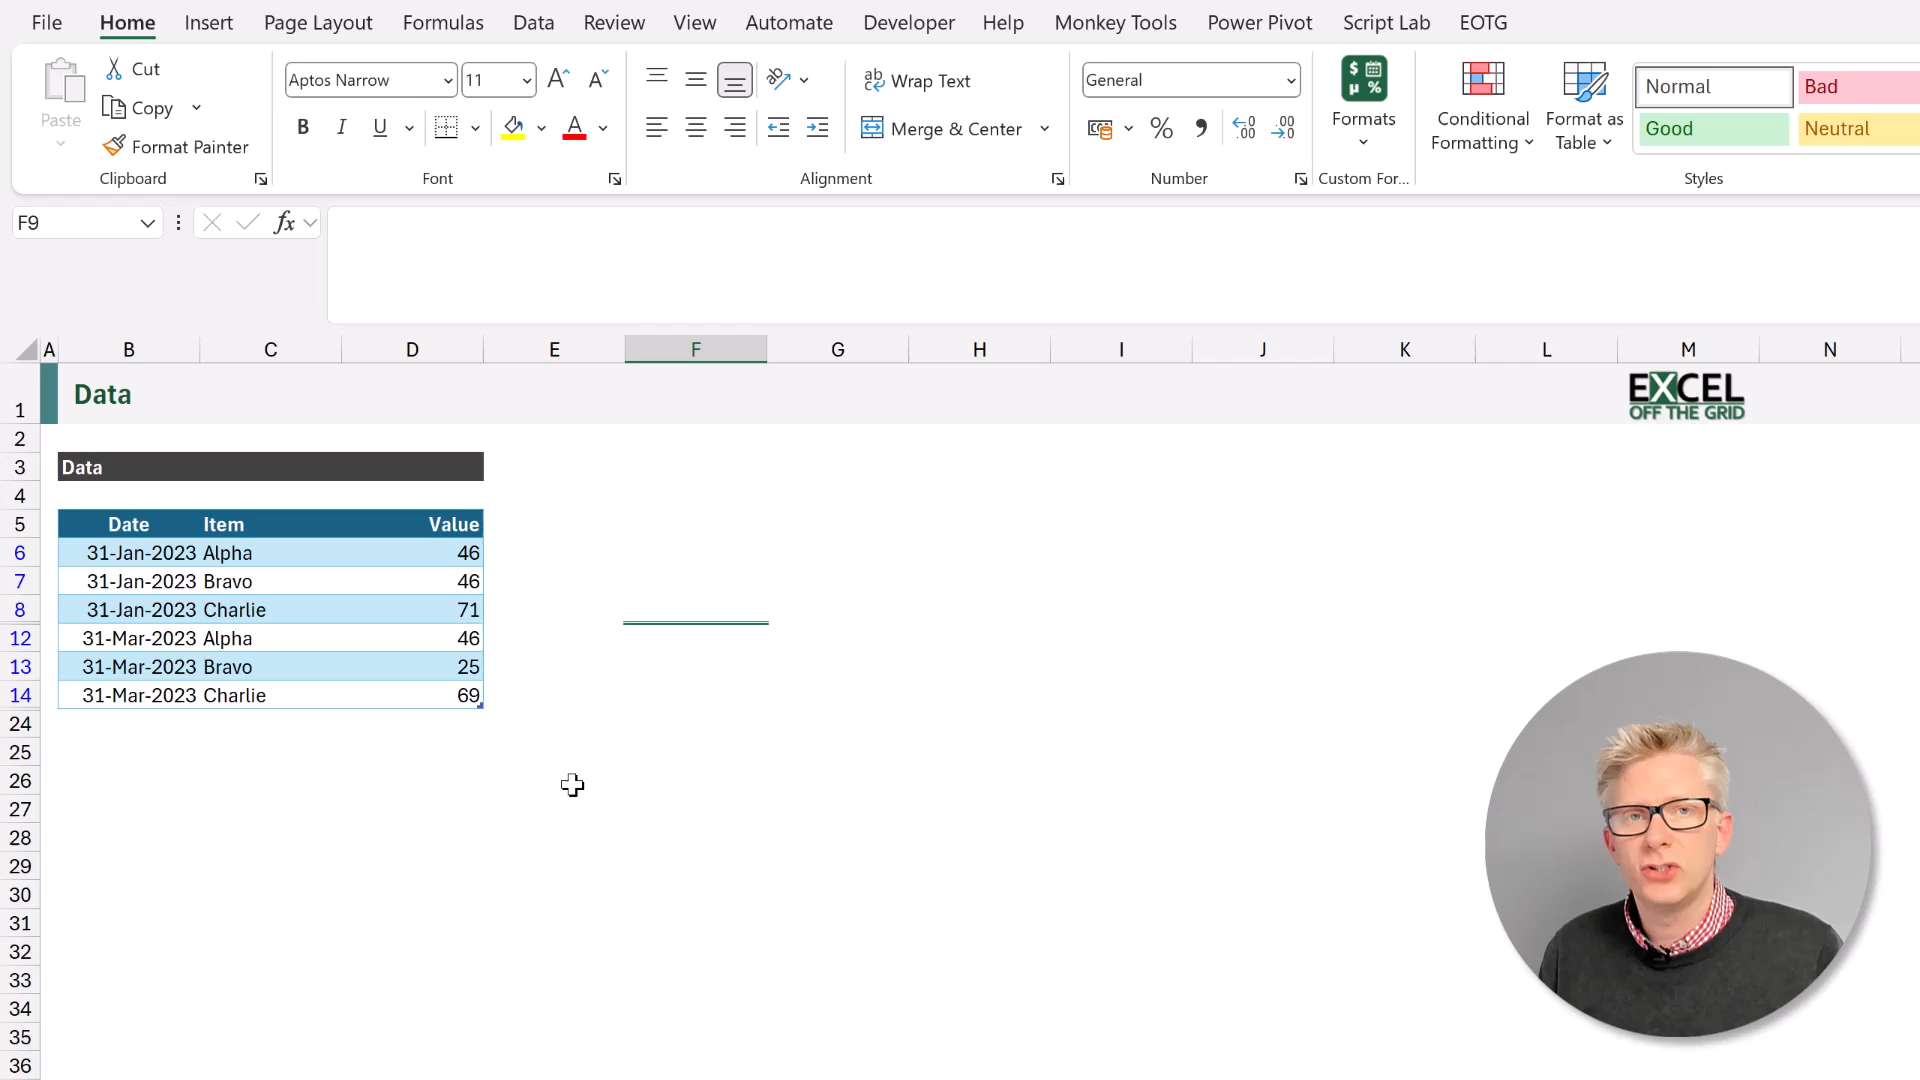 File Home Insert Page Layout Formulas Data Review View Automate Developer Help Monkey Tools Power Pivot Script Lab EOTG
Paste
Cut
Copy
Format Painter
Clipboard
Aptos Narrow 11
B I U
Font
Wrap Text
Merge & Center
Alignment
General
Number
Formats
Custom For...
Conditional
Formatting
Format as
Table
Normal Bad
Good Neutral
Styles
F9
fx
A B C D E F G H I J K L M N
1 Data
EXCEL
OFF THE GRID
2
3 Data
4
5 Date Item Value
6 31-Jan-2023 Alpha 46
7 31-Jan-2023 Bravo 46
8 31-Jan-2023 Charlie 71
12 31-Mar-2023 Alpha 46
13 31-Mar-2023 Bravo 25
14 31-Mar-2023 Charlie 69
24
25
26
27
28
29
30
31
32
33
34
35
36